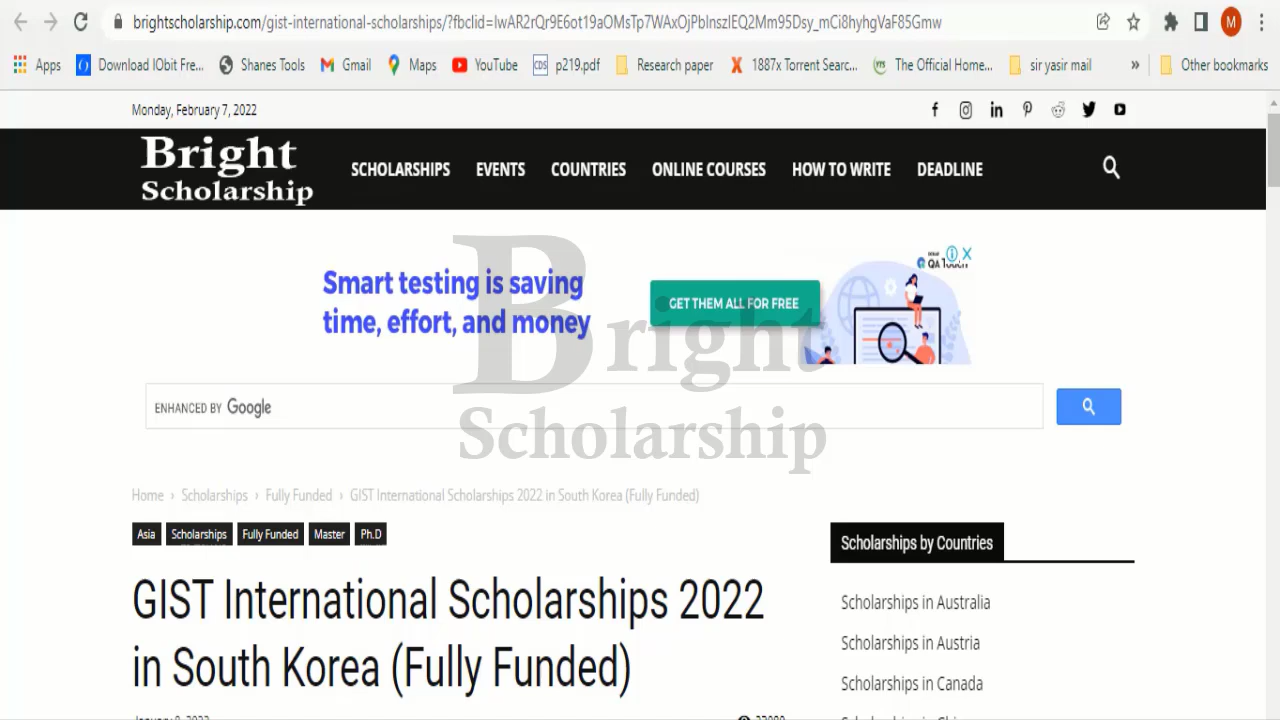 brightscholarship.com/gist-international-scholarships/?fbclid=IwAR2rQr9E6ot19aOMsTp7WAxOjPbInszIEQ2Mm95Dsy_mCi8hyhgVaF85Gmw
M
Apps Download IObit Fre... Shanes Tools Gmail Maps YouTube CDS p219.pdf Research paper 1887x Torrent Searc... The Official Home... sir yasir mail » Other bookmarks
Monday, February 7, 2022
Bright
Scholarship
SCHOLARSHIPS EVENTS COUNTRIES ONLINE COURSES HOW TO WRITE DEADLINE
Smart testing is saving
time, effort, and money
GET THEM ALL FOR FREE
QA Touch
Bright
Scholarship
ENHANCED BY Google
Home › Scholarships › Fully Funded › GIST International Scholarships 2022 in South Korea (Fully Funded)
Asia Scholarships Fully Funded Master Ph.D
GIST International Scholarships 2022
in South Korea (Fully Funded)
Scholarships by Countries
Scholarships in Australia
Scholarships in Austria
Scholarships in Canada